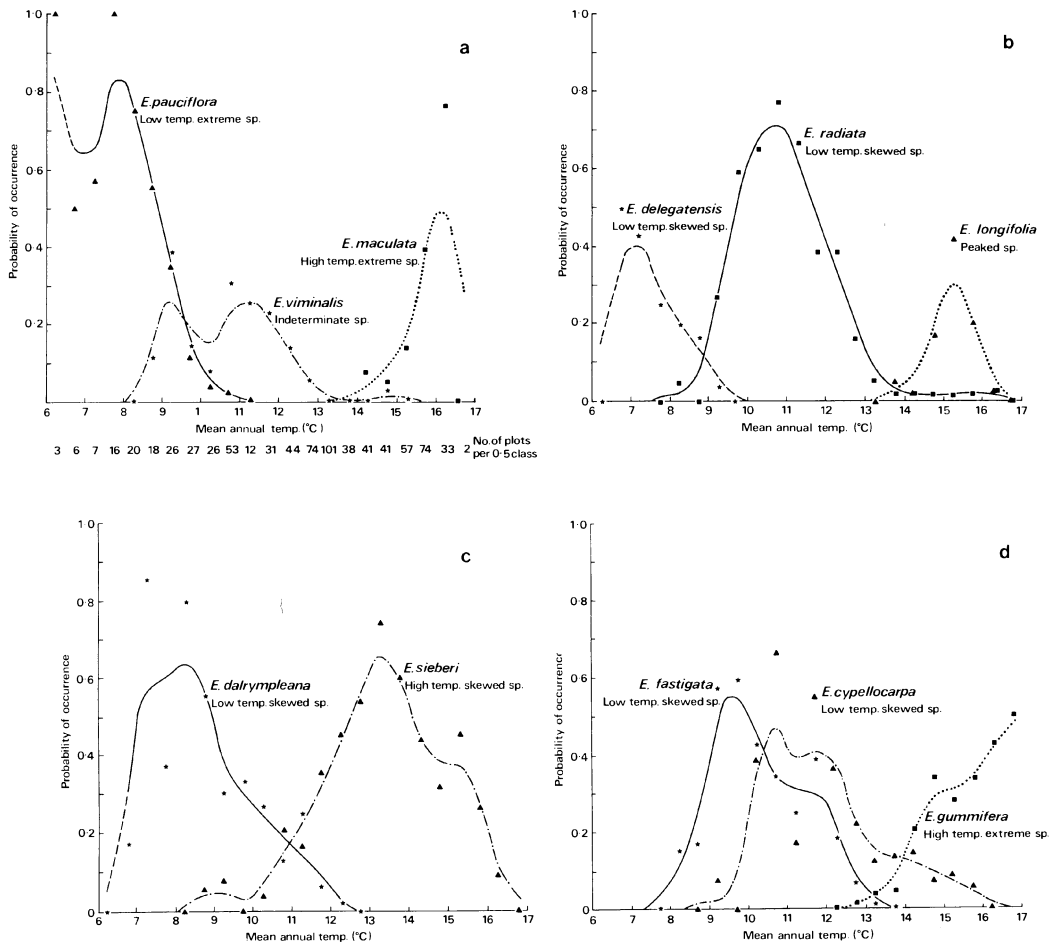 a
1·0
0·8
0·6
0·4
0·2
0
Probability of occurrence
E.pauciflora
Low temp. extreme sp.
E. maculata
High temp. extreme sp.
E. viminalis
Indeterminate sp.
6 7 8 9 1 11 12 13 14 15 16 17
Mean annual temp. (°C)
3 6 7 16 20 18 26 27 26 53 12 31 44 74 101 38 41 41 57 74 33 2 No. of plots
per 0·5 class
b
1·0
0·8
0·6
0·4
0·2
0
Probability of occurrence
E. radiata
Low temp. skewed sp.
E. delegatensis
Low temp. skewed sp.
E. longifolia
Peaked sp.
6 7 8 9 10 11 12 13 14 15 16 17
Mean annual temp. (°C)
c
1·0
0·8
0·6
0·4
0·2
0
Probability of occurrence
E. dalrympleana
Low temp. skewed sp.
E. sieberi
High temp. skewed sp.
6 7 8 9 10 11 12 13 14 15 16 17
Mean annual temp. (°C)
d
1·0
0·8
0·6
0·4
0·2
0
Probability of occurrence
E. fastigata
Low temp. skewed sp.
E. cypellocarpa
Low temp. skewed sp.
E. gummifera
High temp. extreme sp.
6 7 8 9 10 11 12 13 14 15 16 17
Mean annual temp. (°C)